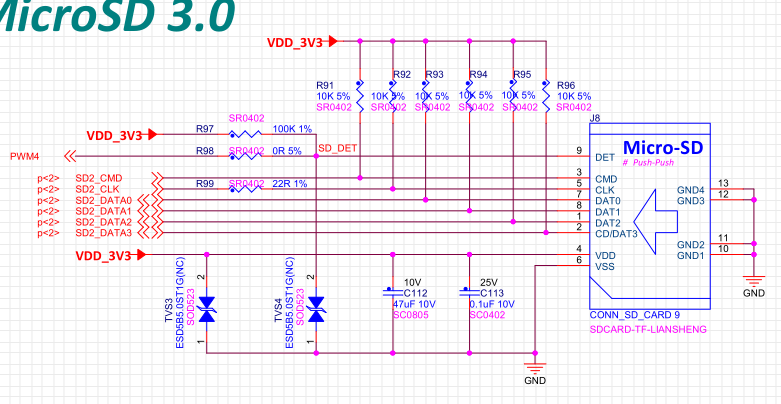 MicroSD 3.0
VDD_3V3
R91
10K 5%
SR0402
R92
10K 5%
SR0402
R93
10K 5%
SR0402
R94
10K 5%
SR0402
R95
10K 5%
SR0402
R96
10K 5%
SR0402
J8
SR0402
VDD_3V3
R97
100K 1%
PWM4
R98
SR0402
0R 5%
SD_DET
p<2>
SD2_CMD
p<2>
SD2_CLK
R99
SR0402
22R 1%
p<2>
SD2_DATA0
p<2>
SD2_DATA1
p<2>
SD2_DATA2
p<2>
SD2_DATA3
VDD_3V3
Micro-SD
# Push-Push
9
DET
3
CMD
5
CLK
7
DAT0
8
DAT1
1
DAT2
2
CD/DAT3
4
VDD
6
VSS
GND4
13
GND3
12
GND2
11
GND1
10
GND
CONN_SD_CARD 9
SDCARD-TF-LIANSHENG
TVS3
ESD5B5.0ST1G(NC)
SOD523
2
1
TVS4
ESD5B5.0ST1G(NC)
SOD523
2
1
10V
C112
47uF 10V
SC0805
25V
C113
0.1uF 10V
SC0402
GND